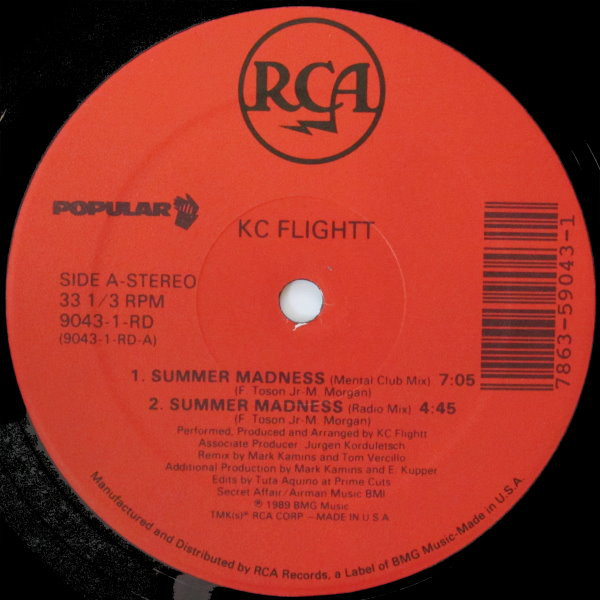 RCA
POPULAR
KC FLIGHTT
SIDE A-STEREO
33 1/3 RPM
9043-1-RD
(9043-1-RD-A)
7863-59043-1
1. SUMMER MADNESS (Mental Club Mix) 7:05
(F. Toson Jr-M. Morgan)
2. SUMMER MADNESS (Radio Mix) 4:45
(F. Toson Jr-M. Morgan)
Performed, Produced and Arranged by KC Flightt
Associate Producer Jurgen Korduletsch
Remix by Mark Kamins and Tom Vercillo
Additional Production by Mark Kamins and E. Kupper
Edits by Tuta Aquino at Prime Cuts
Secret Affair/Airman Music BMI
℗ 1989 BMG Music
TMK(s)® RCA CORP —MADE IN U.S.A
Manufactured and Distributed by RCA Records, a Label of BMG Music-Made in U.S.A.